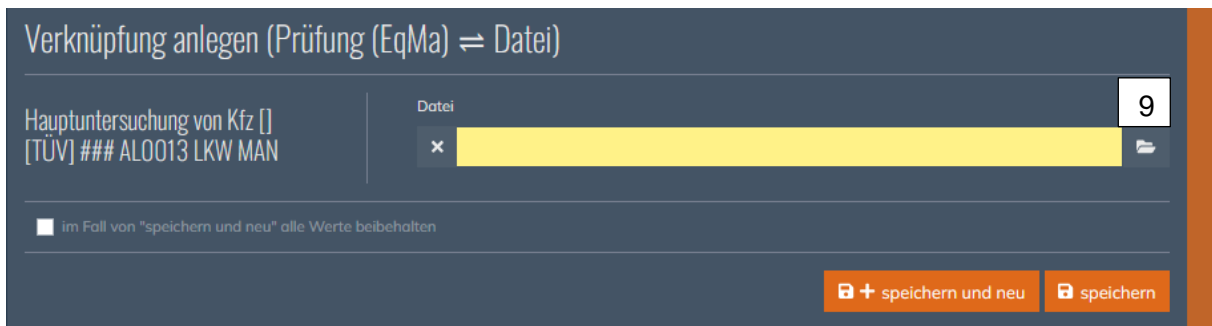 Verknüpfung anlegen (Prüfung (EqMa) ⇌ Datei)
Hauptuntersuchung von Kfz []
[TÜV] ### AL0013 LKW MAN
Datei
9
im Fall von "speichern und neu" alle Werte beibehalten
speichern und neu
speichern